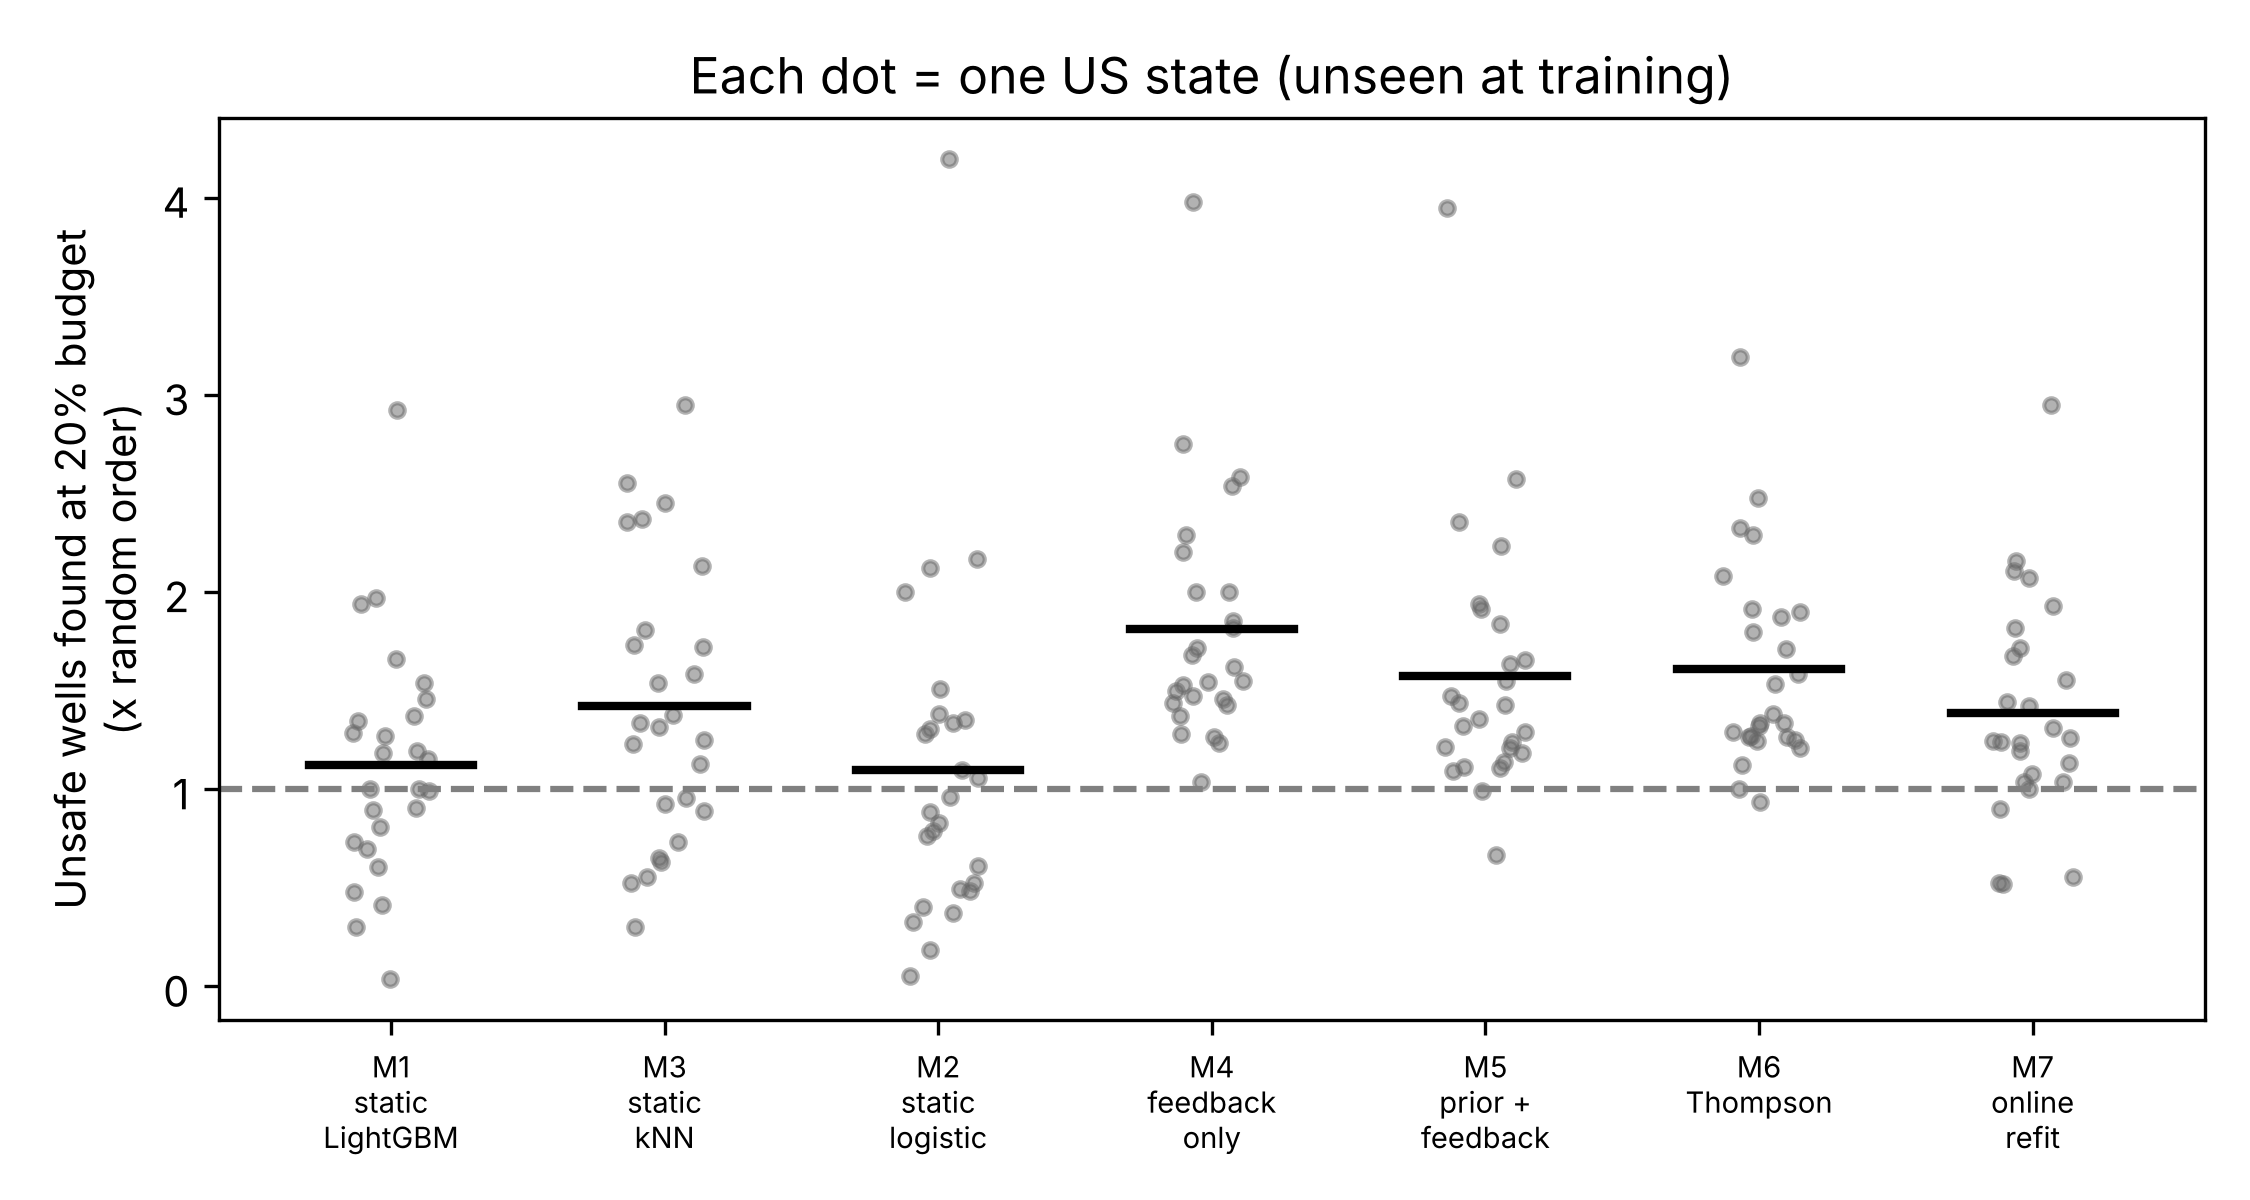 Each dot = one US state (unseen at training)
Unsafe wells found at 20% budget
(x random order)
4
3
2
1
0
M1
static
LightGBM
M3
static
kNN
M2
static
logistic
M4
feedback
only
M5
prior +
feedback
M6
Thompson
M7
online
refit